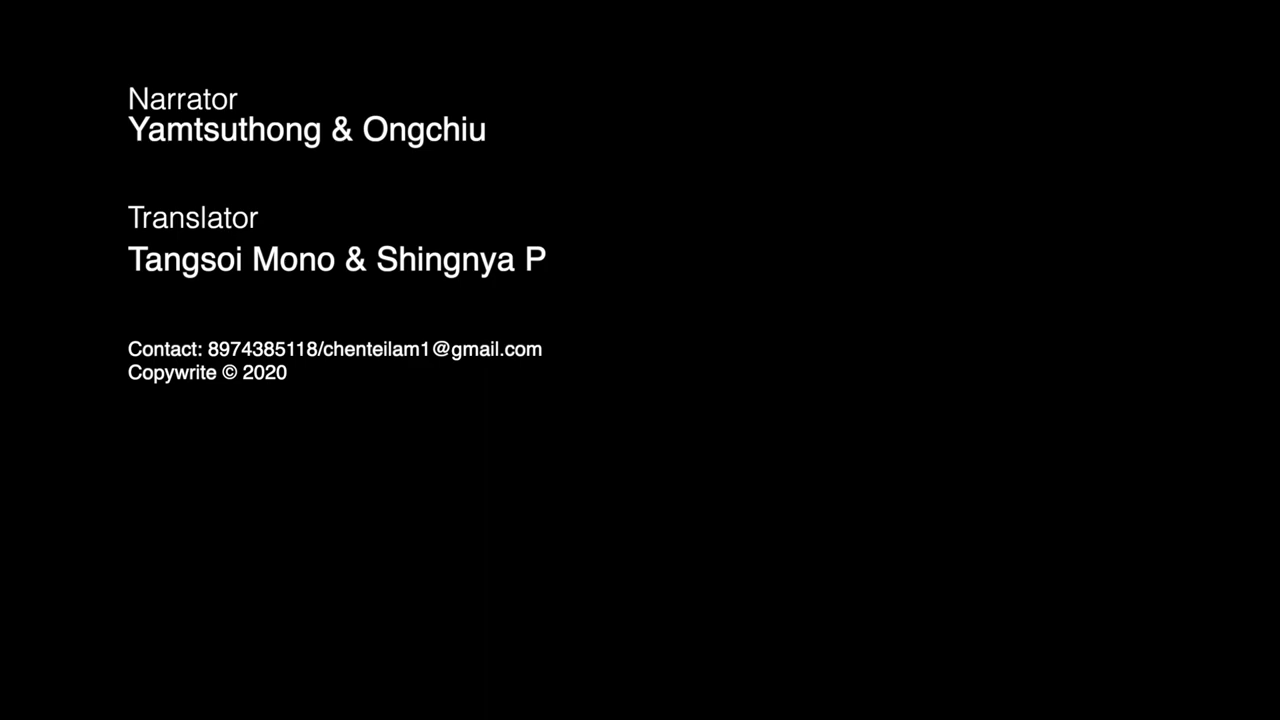 Narrator
Yamtsuthong & Ongchiu
Translator
Tangsoi Mono & Shingnya P
Contact: 8974385118/chenteilam1@gmail.com
Copywrite © 2020